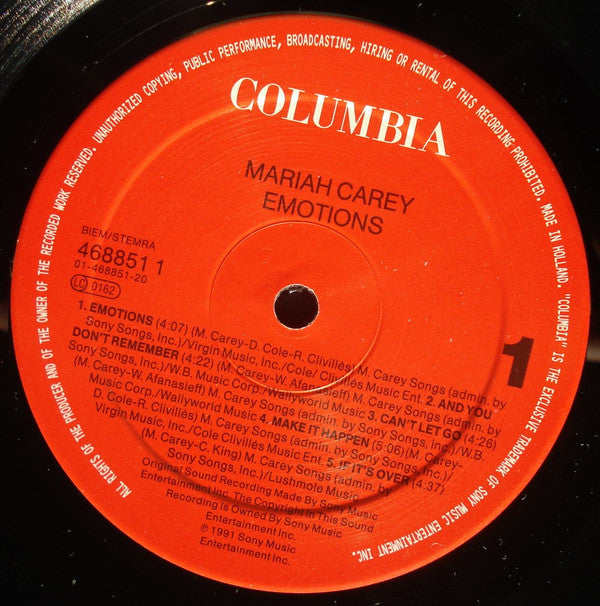 ALL RIGHTS OF THE PRODUCER AND OF THE OWNER OF THE RECORDED WORK RESERVED. UNAUTHORIZED COPYING, PUBLIC PERFORMANCE, BROADCASTING, HIRING OR RENTAL OF THIS RECORDING PROHIBITED. MADE IN HOLLAND. "COLUMBIA" IS THE EXCLUSIVE TRADEMARK OF SONY MUSIC ENTERTAINMENT INC.
COLUMBIA
MARIAH CAREY
EMOTIONS
BIEM/STEMRA
468851 1
01-468851-20
LC 0162
1
1. EMOTIONS (4:07) (M. Carey-D. Cole-R. Clivillés) M. Carey Songs (admin. by
Sony Songs, Inc.)/Virgin Music, Inc./Cole/Clivilles Music Ent. 2. AND YOU
DON'T REMEMBER (4:22) (M. Carey-W. Afanasieff) M. Carey Songs (admin. by
Sony Songs, Inc.)/W.B. Music Corp./Wallyworld Music 3. CAN'T LET GO (4:26)
(M. Carey-W. Afanasieff) M. Carey Songs (admin. by Sony Songs, Inc.)/W.B.
Music Corp./Wallyworld Music 4. MAKE IT HAPPEN (5:06) (M. Carey-
D. Cole-R. Clivillés) M. Carey Songs (admin. by Sony Songs, Inc.)/
Virgin Music, Inc./Cole Clivillés Music Ent. 5. IF IT'S OVER (4:37)
(M. Carey-C. King) M. Carey Songs (admin. by
Sony Songs, Inc.)/Lushmole Music
Original Sound Recording Made By Sony Music
Entertainment Inc. The Copyright In This Sound
Recording Is Owned By Sony Music
Entertainment Inc.
℗ 1991 Sony Music
Entertainment Inc.